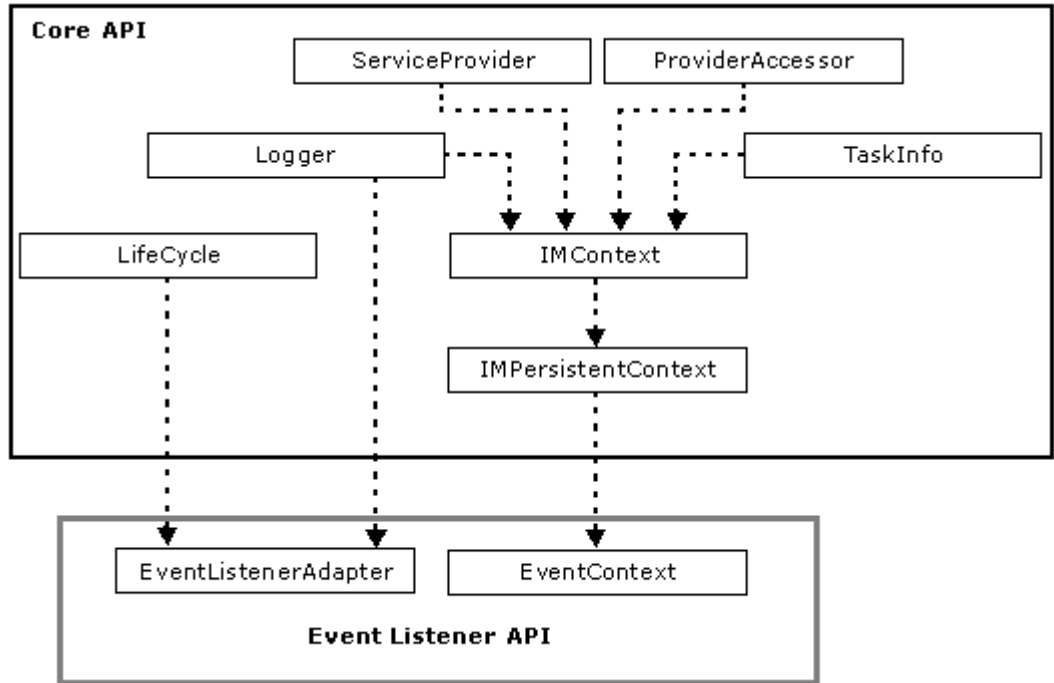 Core API
ServiceProvider
ProviderAccessor
Logger
TaskInfo
LifeCycle
IMContext
IMPersistentContext
EventListenerAdapter
EventContext
Event Listener API